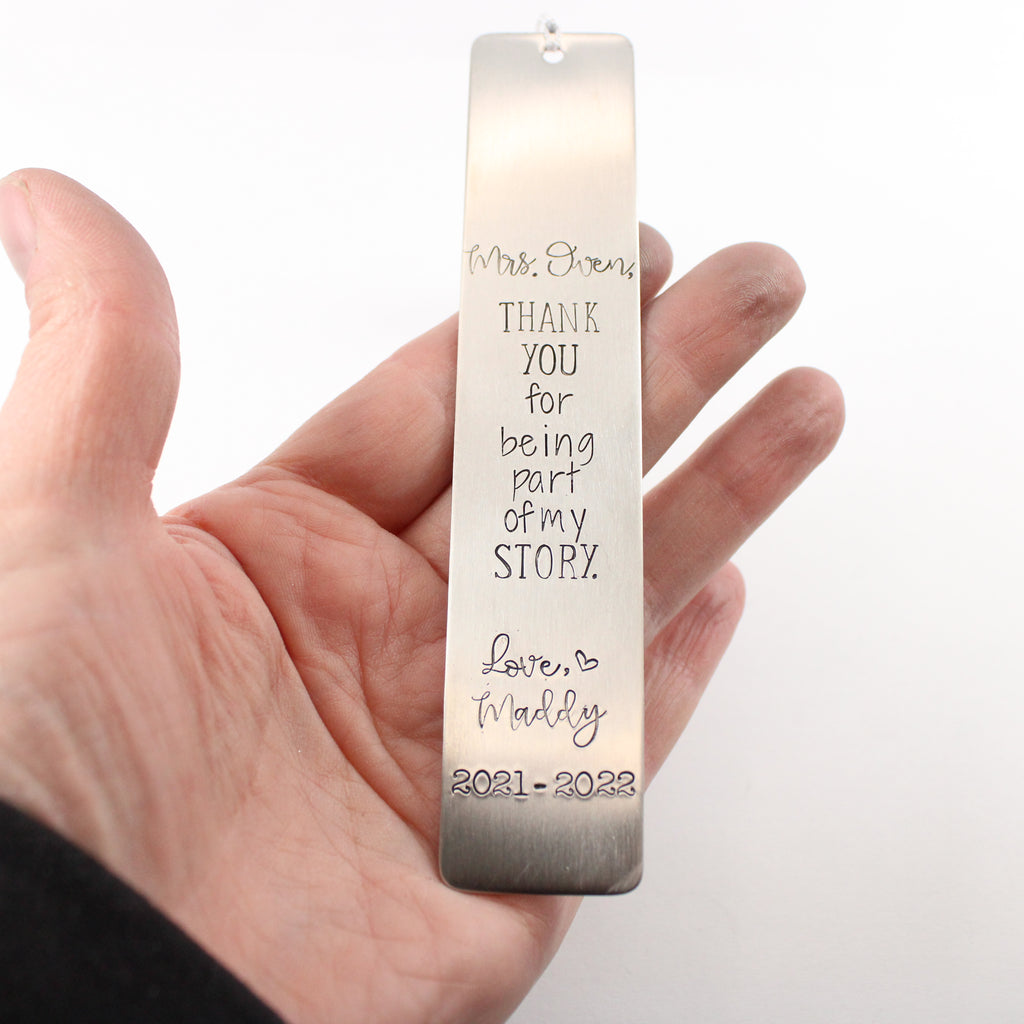 Mrs. Owen,
THANK
YOU
for
being
part
of my
STORY.
Love, ♡
Maddy
2021-2022